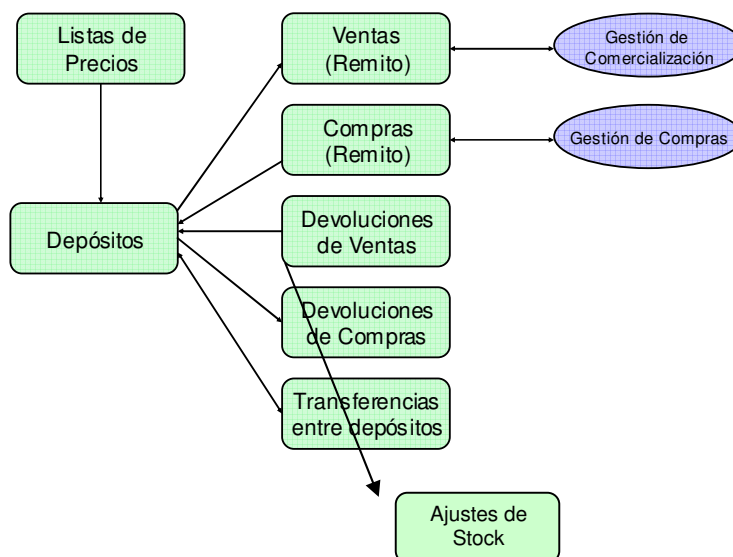 Listas de
Precios
Ventas
(Remito)
Gestión de
Comercialización
Compras
(Remito)
Gestión de Compras
Depósitos
Devoluciones
de Ventas
Devoluciones
de Compras
Transferencias
entre depósitos
Ajustes de
Stock